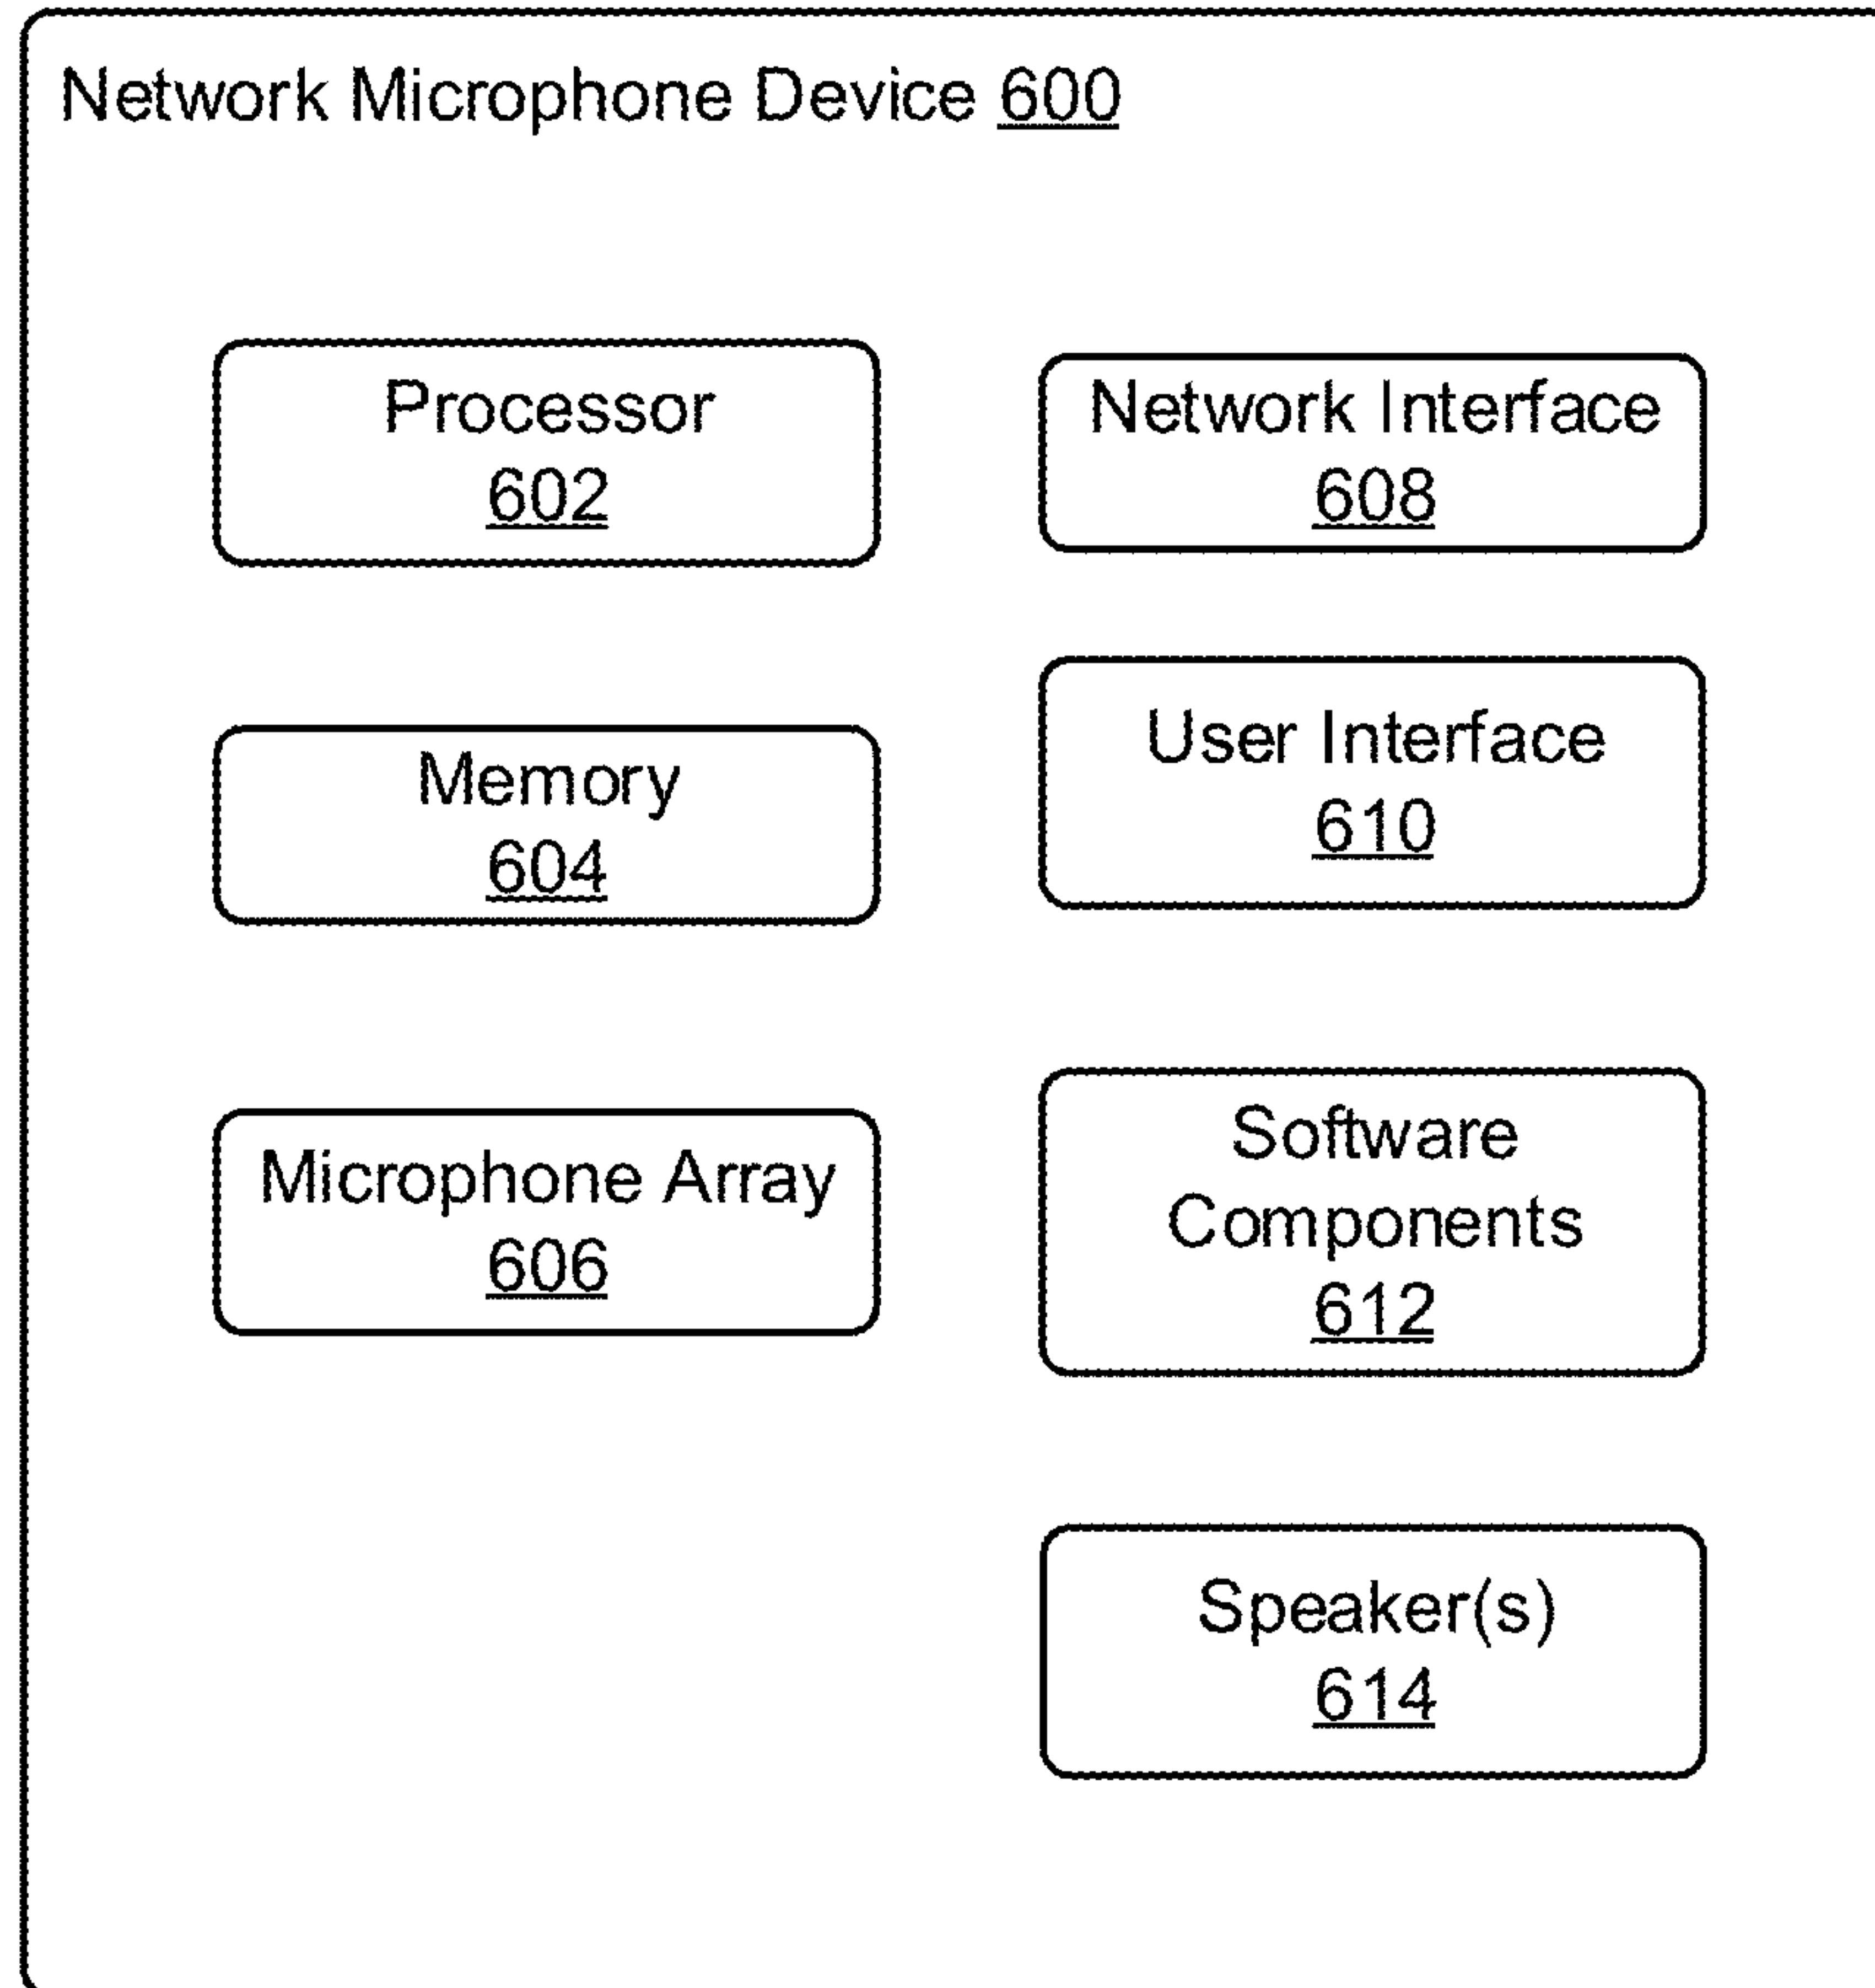 Network Microphone Device 600
Processor
602
Memory
604
Microphone Array
606
Network Interface
608
User Interface
610
Software
Components
612
Speaker(s)
614